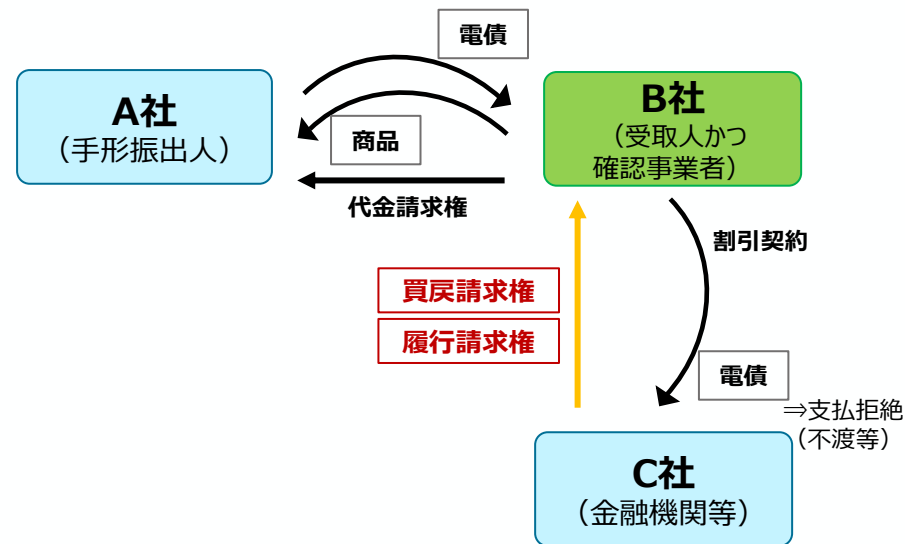 電債
A社
（手形振出人）
B社
（受取人かつ
確認事業者）
商品
代金請求権
割引契約
買戻請求権
履行請求権
電債
⇒支払拒絶
（不渡等）
C社
（金融機関等）